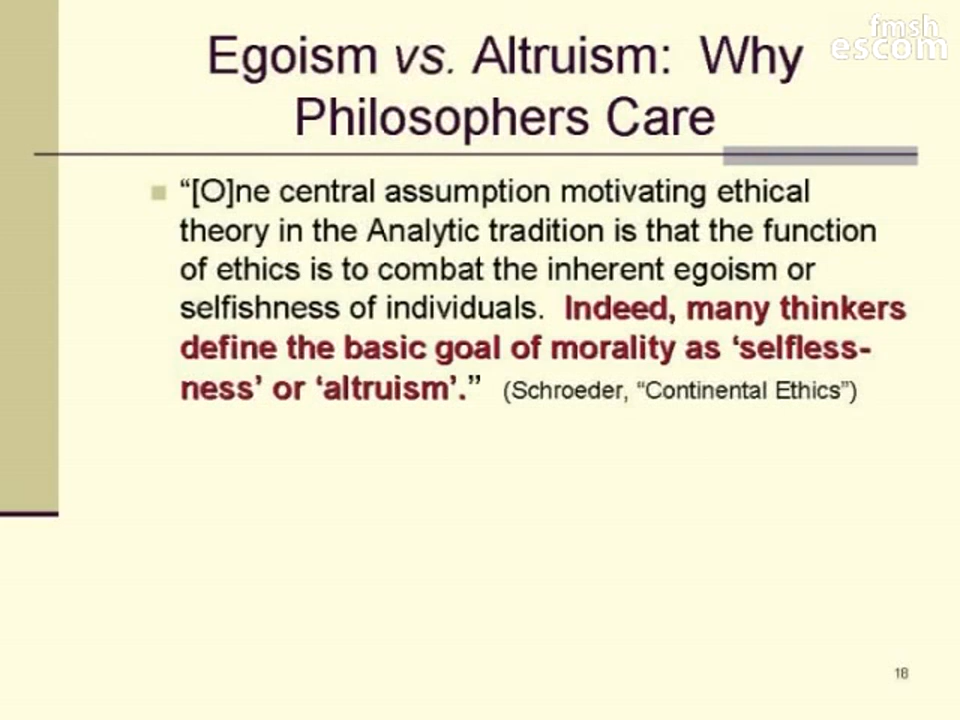 fmsh
escom
Egoism vs. Altruism: Why
Philosophers Care
“[O]ne central assumption motivating ethical
theory in the Analytic tradition is that the function
of ethics is to combat the inherent egoism or
selfishness of individuals. Indeed, many thinkers
define the basic goal of morality as ‘selfless-
ness’ or ‘altruism’.” (Schroeder, “Continental Ethics”)
18